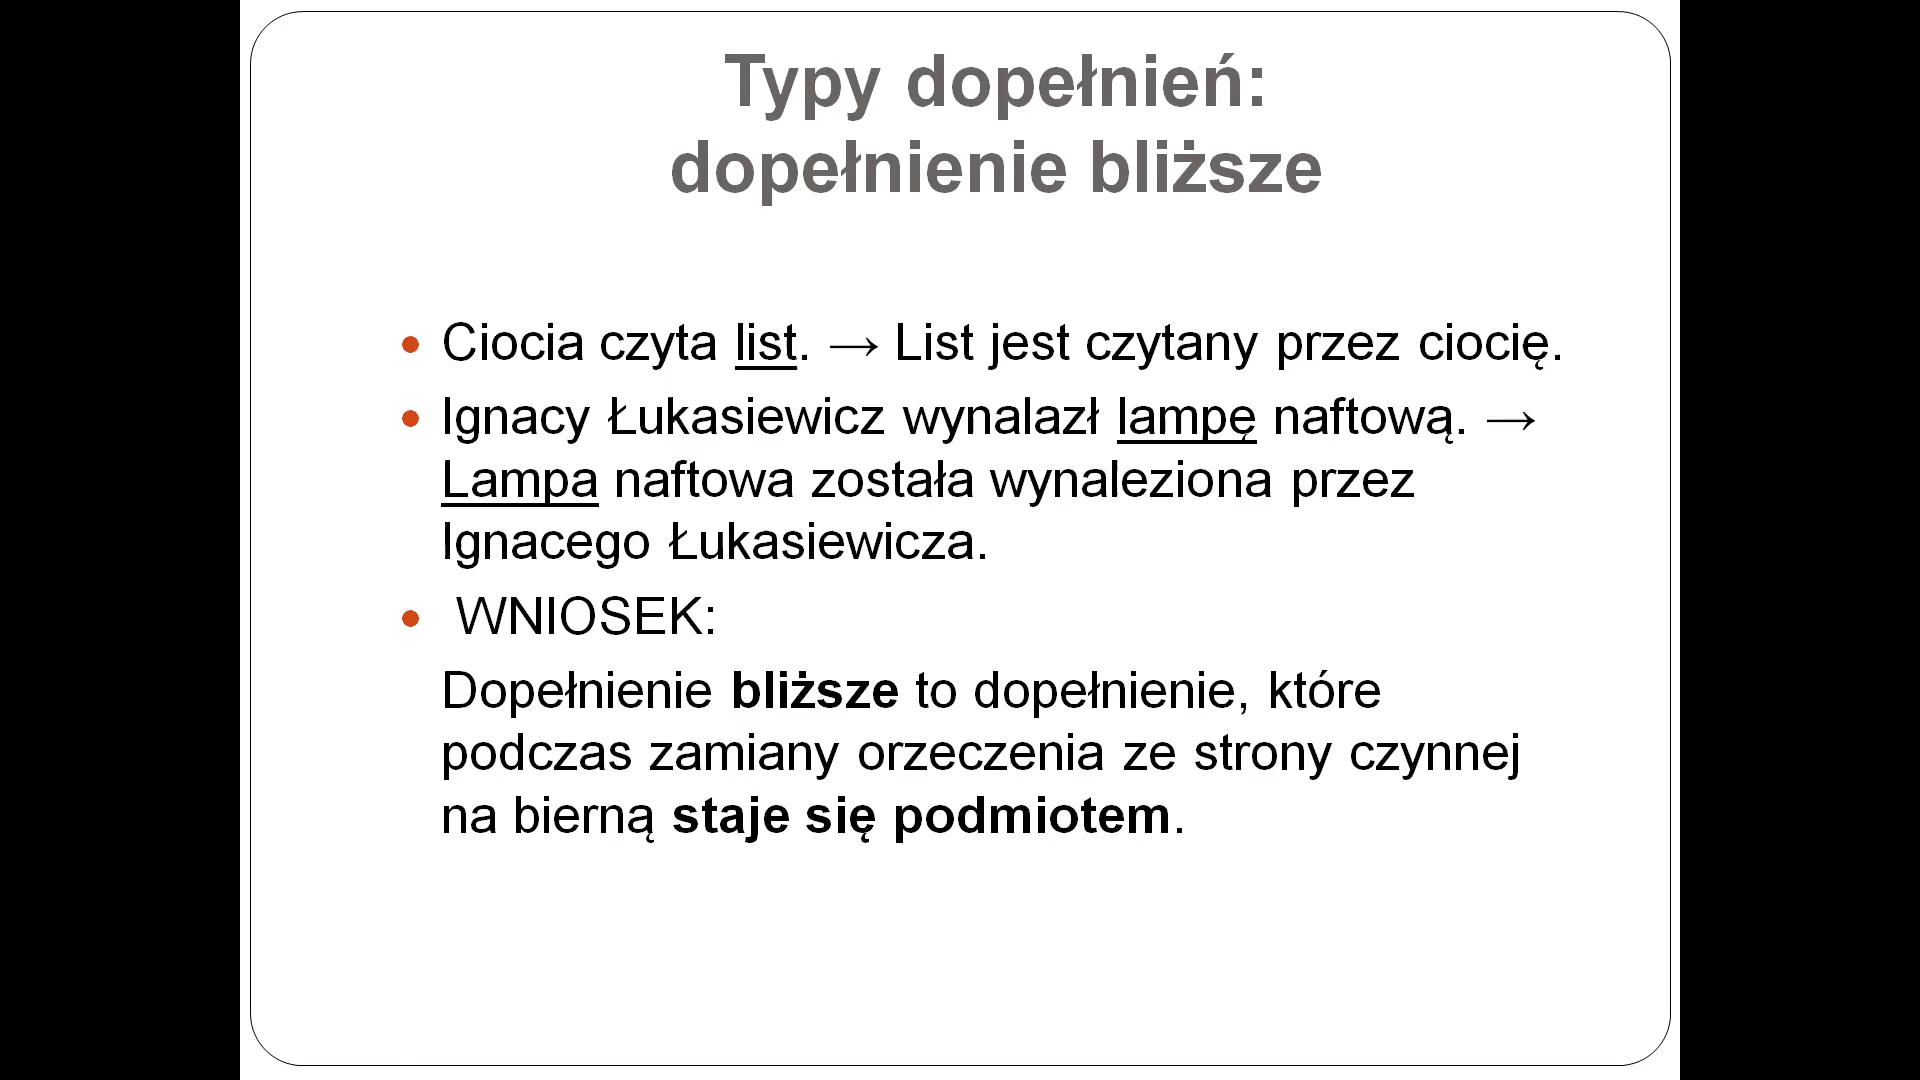 Typy dopełnień:
dopełnienie bliższe
• Ciocia czyta list. → List jest czytany przez ciocię.
• Ignacy Łukasiewicz wynalazł lampę naftową. →
Lampa naftowa została wynaleziona przez
Ignacego Łukasiewicza.
• WNIOSEK:
Dopełnienie bliższe to dopełnienie, które
podczas zamiany orzeczenia ze strony czynnej
na bierną staje się podmiotem.